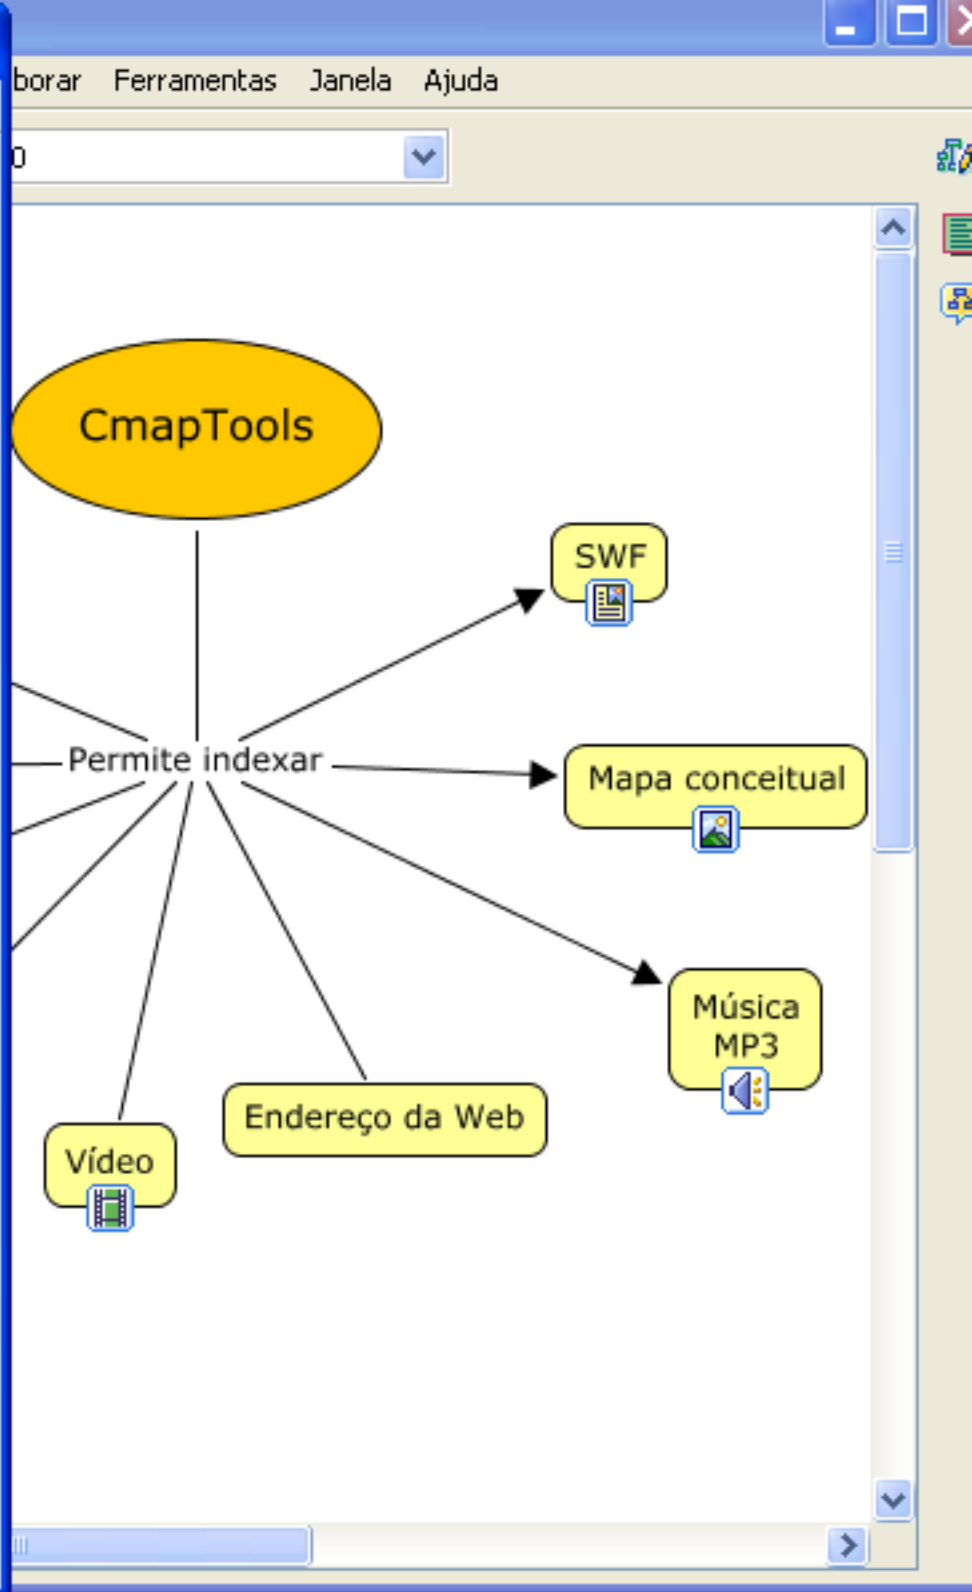 borar Ferramentas Janela Ajuda
0
CmapTools
SWF
Permite indexar
Mapa conceitual
Música
MP3
Endereço da Web
Vídeo